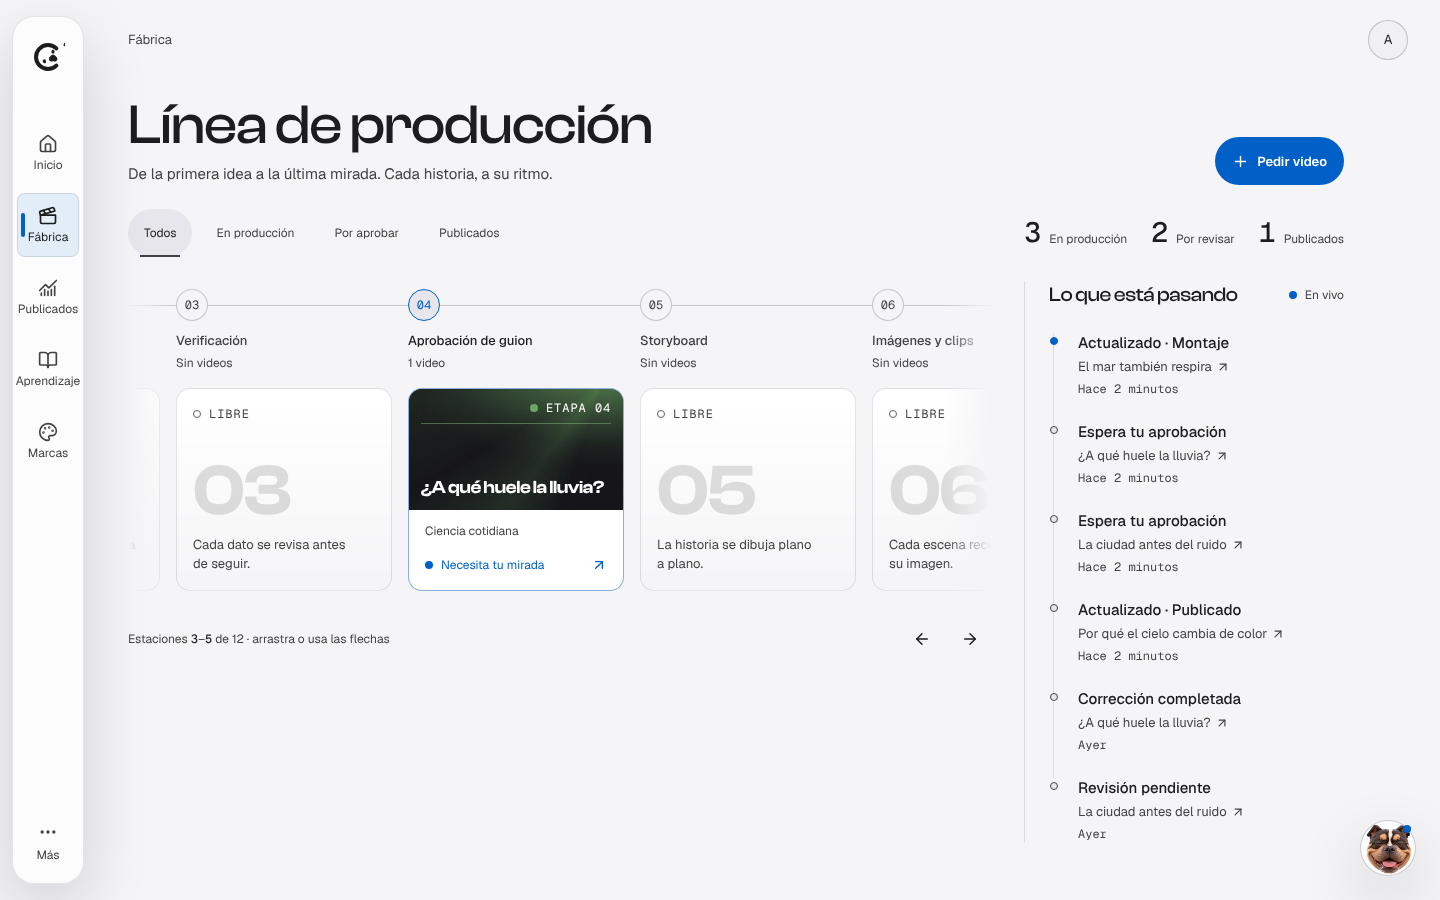 Fábrica
A
Inicio
Fábrica
Publicados
Aprendizaje
Marcas
Más
Línea de producción
De la primera idea a la última mirada. Cada historia, a su ritmo.
+ Pedir video
Todos
En producción
Por aprobar
Publicados
3 En producción
2 Por revisar
1 Publicados
03
Verificación
Sin videos
LIBRE
03
Cada dato se revisa antes
de seguir.
04
Aprobación de guion
1 video
ETAPA 04
¿A qué huele la lluvia?
Ciencia cotidiana
Necesita tu mirada
05
Storyboard
Sin videos
LIBRE
05
La historia se dibuja plano
a plano.
06
Imágenes y clips
Sin videos
LIBRE
06
Cada escena
su imagen.
Estaciones 3–5 de 12 · arrastra o usa las flechas
Lo que está pasando
En vivo
Actualizado · Montaje
El mar también respira
Hace 2 minutos
Espera tu aprobación
¿A qué huele la lluvia?
Hace 2 minutos
Espera tu aprobación
La ciudad antes del ruido
Hace 2 minutos
Actualizado · Publicado
Por qué el cielo cambia de color
Hace 2 minutos
Corrección completada
¿A qué huele la lluvia?
Ayer
Revisión pendiente
La ciudad antes del ruido
Ayer